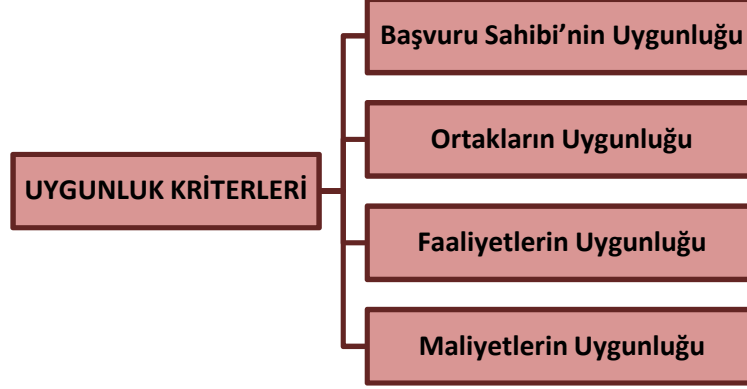 Başvuru Sahibi’nin Uygunluğu
Ortakların Uygunluğu
UYGUNLUK KRİTERLERİ
Faaliyetlerin Uygunluğu
Maliyetlerin Uygunluğu